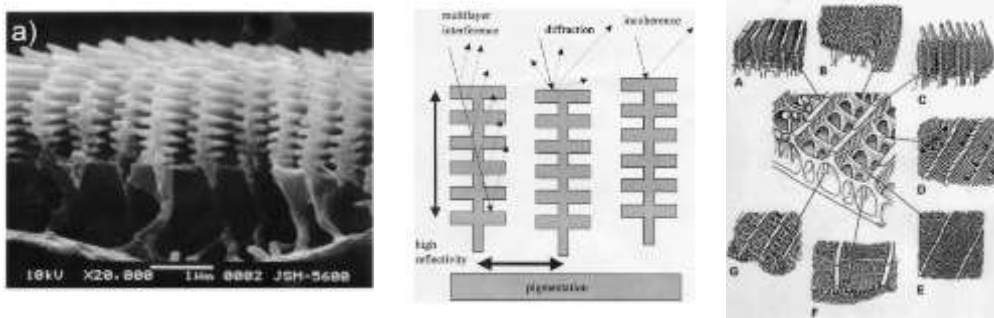 a)
10kV X20,000 1μm 0002 JSM-5600
multilayer
interference
diffraction
incoherence
high
reflectivity
pigmentation
A
B
C
D
E
F
G